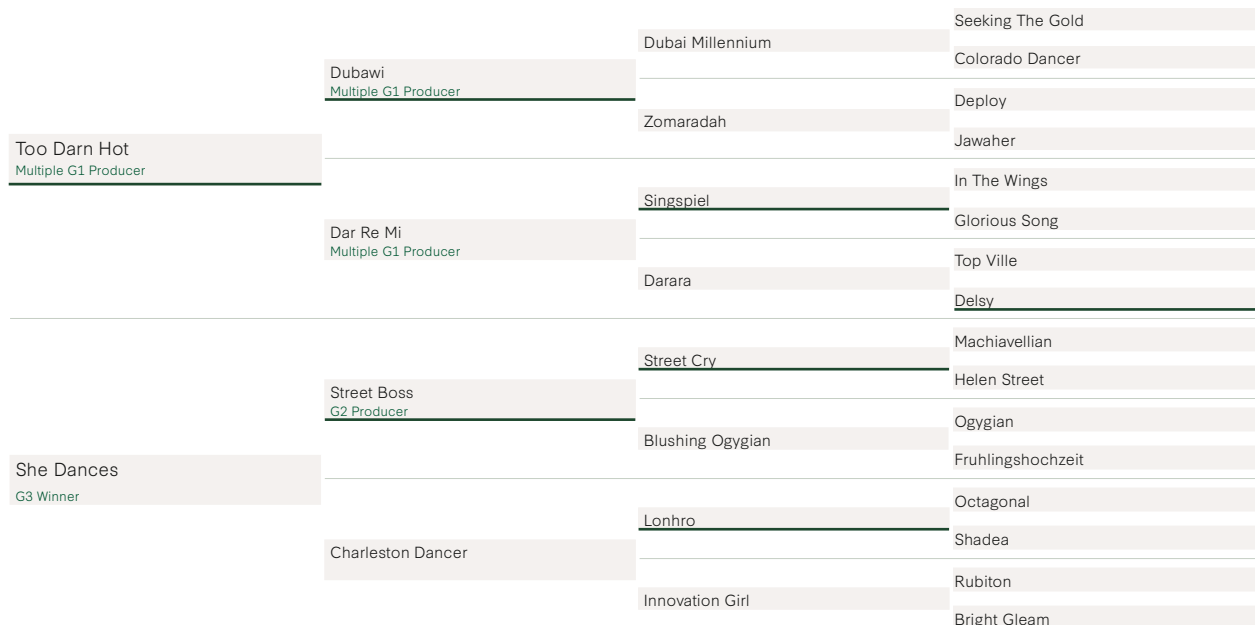 Too Darn Hot
Multiple G1 Producer
She Dances
G3 Winner
Dubawi
Multiple G1 Producer
Dar Re Mi
Multiple G1 Producer
Street Boss
G2 Producer
Charleston Dancer
Dubai Millennium
Zomaradah
Singspiel
Darara
Street Cry
Blushing Ogygian
Lonhro
Innovation Girl
Seeking The Gold
Colorado Dancer
Deploy
Jawaher
In The Wings
Glorious Song
Top Ville
Delsy
Machiavellian
Helen Street
Ogygian
Fruhlingshochzeit
Octagonal
Shadea
Rubiton
Bright Gleam